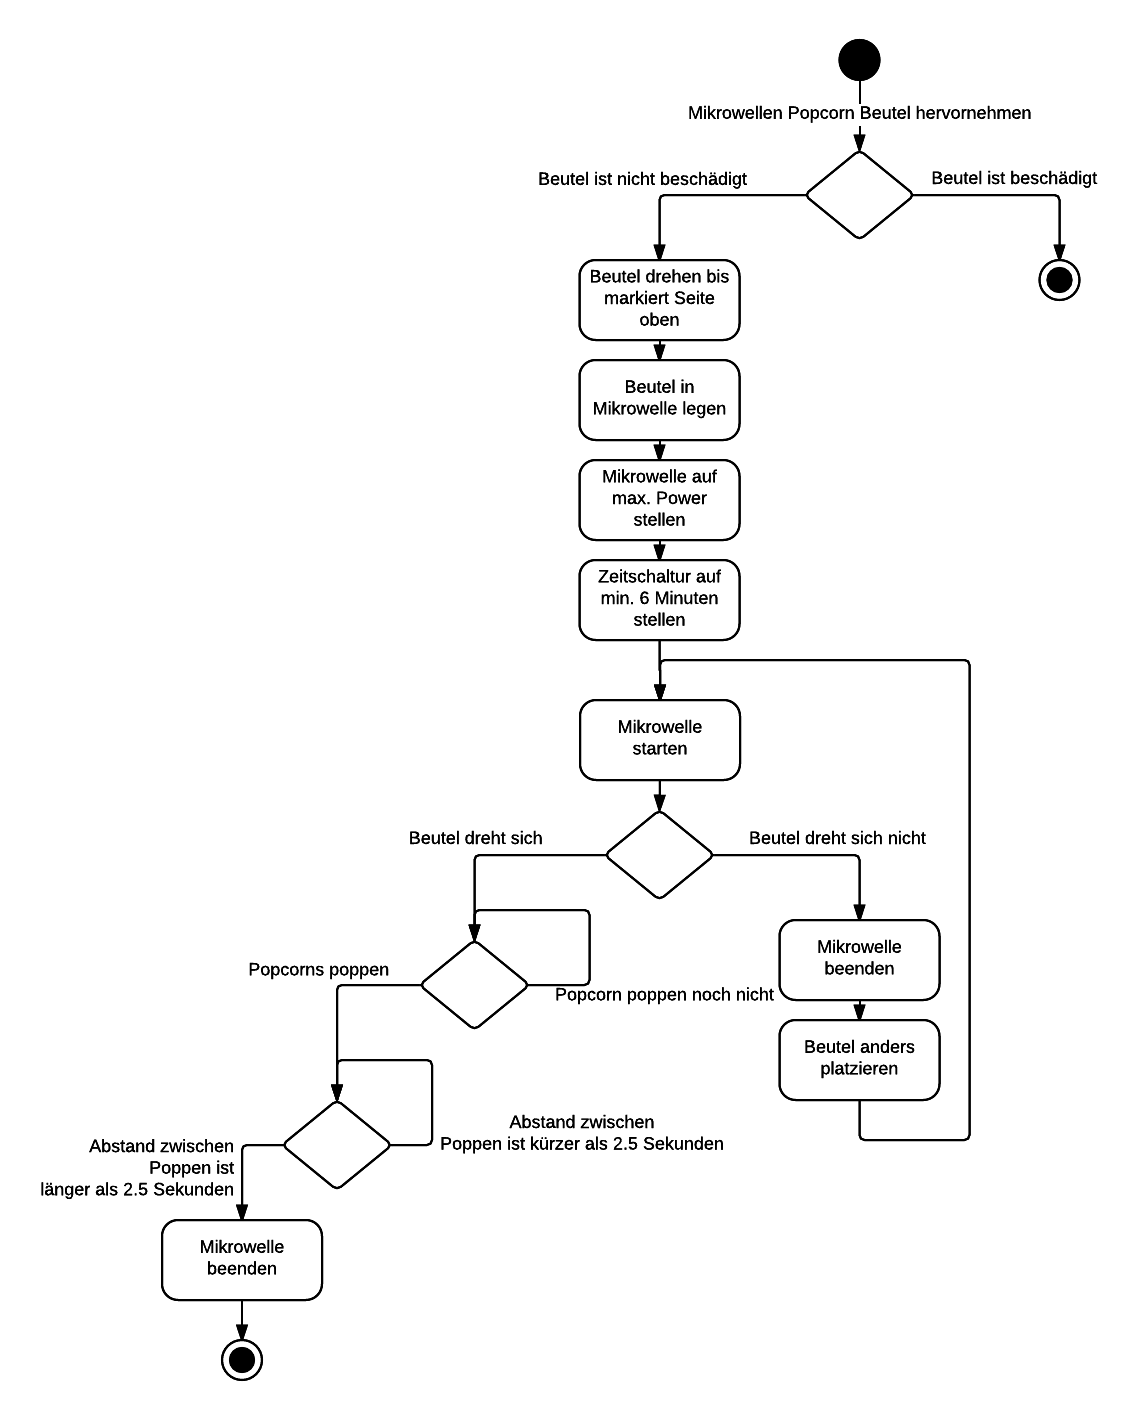 Mikrowellen Popcorn Beutel hervornehmen
Beutel ist nicht beschädigt
Beutel ist beschädigt
Beutel drehen bis
markiert Seite
oben
Beutel in
Mikrowelle legen
Mikrowelle auf
max. Power
stellen
Zeitschaltur auf
min. 6 Minuten
stellen
Mikrowelle
starten
Beutel dreht sich
Beutel dreht sich nicht
Mikrowelle
beenden
Popcorns poppen
Popcorn poppen noch nicht
Beutel anders
platzieren
Abstand zwischen
Poppen ist kürzer als 2.5 Sekunden
Abstand zwischen
Poppen ist
länger als 2.5 Sekunden
Mikrowelle
beenden